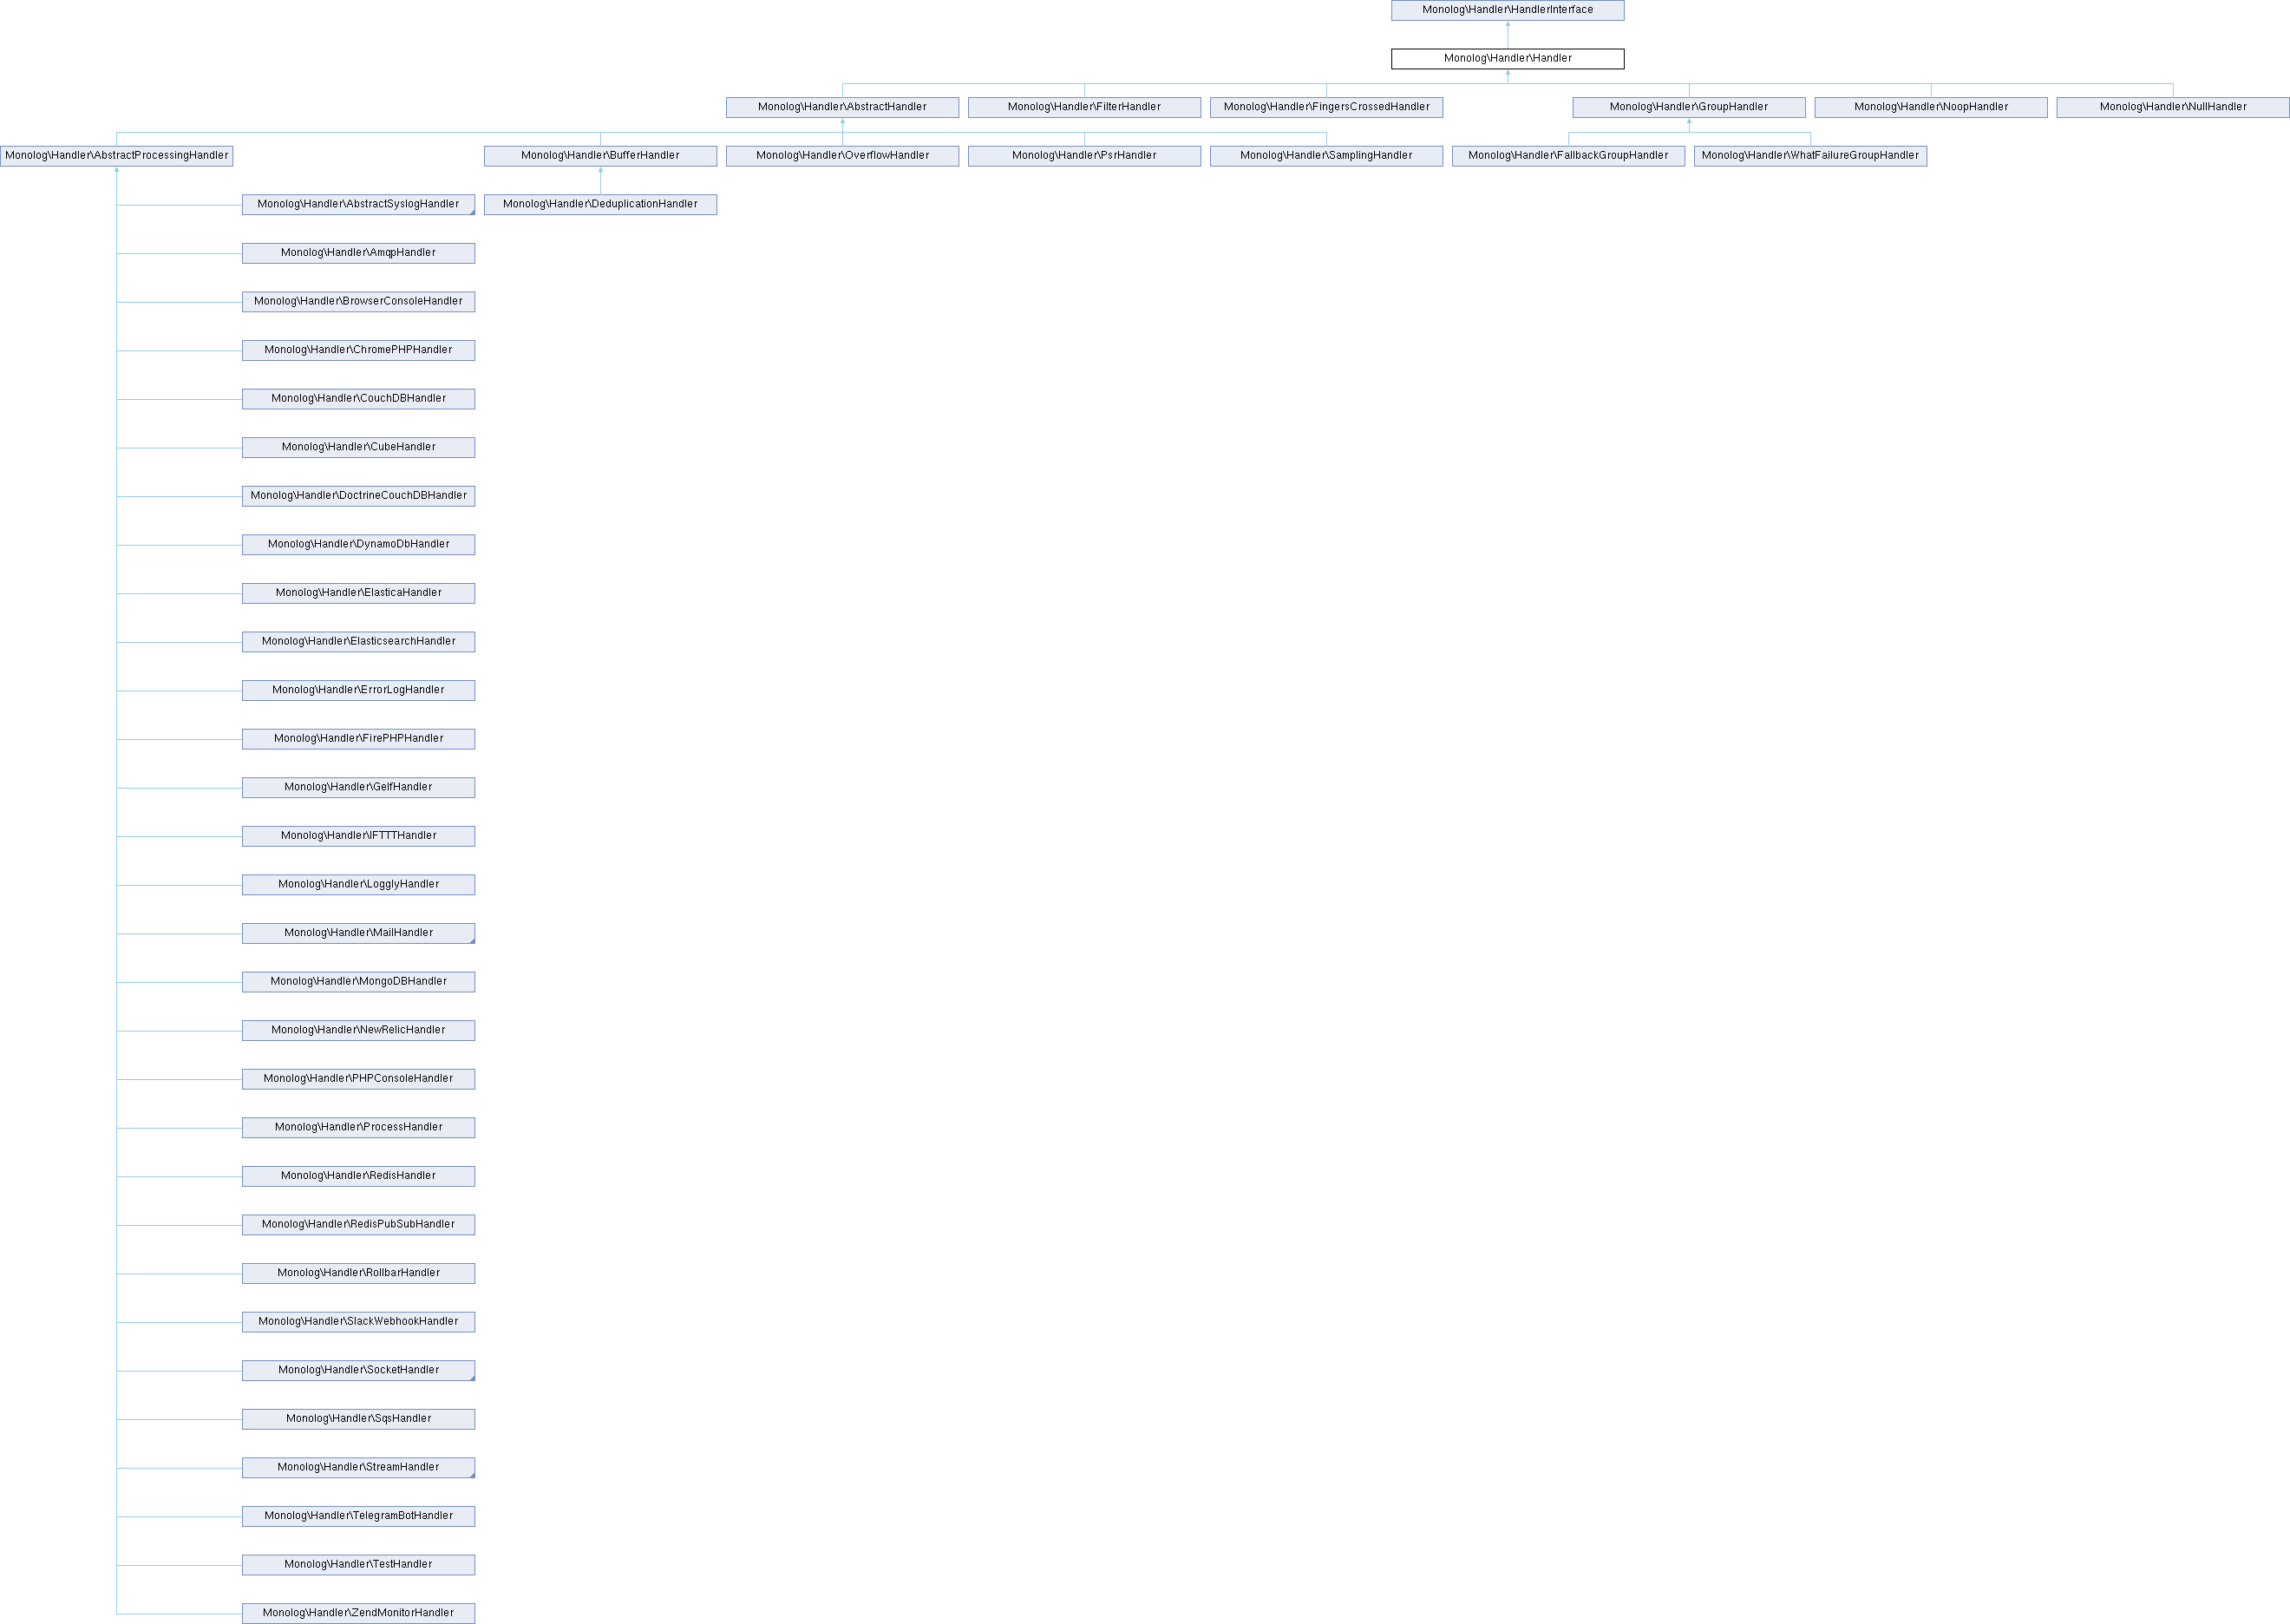 Monolog\Handler\HandlerInterface
Monolog\Handler\Handler
Monolog\Handler\AbstractHandler
Monolog\Handler\FilterHandler
Monolog\Handler\FingersCrossedHandler
Monolog\Handler\GroupHandler
Monolog\Handler\NoopHandler
Monolog\Handler\NullHandler
Monolog\Handler\AbstractProcessingHandler
Monolog\Handler\BufferHandler
Monolog\Handler\OverflowHandler
Monolog\Handler\PsrHandler
Monolog\Handler\SamplingHandler
Monolog\Handler\FallbackGroupHandler
Monolog\Handler\WhatFailureGroupHandler
Monolog\Handler\AbstractSyslogHandler
Monolog\Handler\DeduplicationHandler
Monolog\Handler\AmqpHandler
Monolog\Handler\BrowserConsoleHandler
Monolog\Handler\ChromePHPHandler
Monolog\Handler\CouchDBHandler
Monolog\Handler\CubeHandler
Monolog\Handler\DoctrineCouchDBHandler
Monolog\Handler\DynamoDbHandler
Monolog\Handler\ElasticaHandler
Monolog\Handler\ElasticsearchHandler
Monolog\Handler\ErrorLogHandler
Monolog\Handler\FirePHPHandler
Monolog\Handler\GelfHandler
Monolog\Handler\IFTTTHandler
Monolog\Handler\LogglyHandler
Monolog\Handler\MailHandler
Monolog\Handler\MongoDBHandler
Monolog\Handler\NewRelicHandler
Monolog\Handler\PHPConsoleHandler
Monolog\Handler\ProcessHandler
Monolog\Handler\RedisHandler
Monolog\Handler\RedisPubSubHandler
Monolog\Handler\RollbarHandler
Monolog\Handler\SlackWebhookHandler
Monolog\Handler\SocketHandler
Monolog\Handler\SqsHandler
Monolog\Handler\StreamHandler
Monolog\Handler\TelegramBotHandler
Monolog\Handler\TestHandler
Monolog\Handler\ZendMonitorHandler